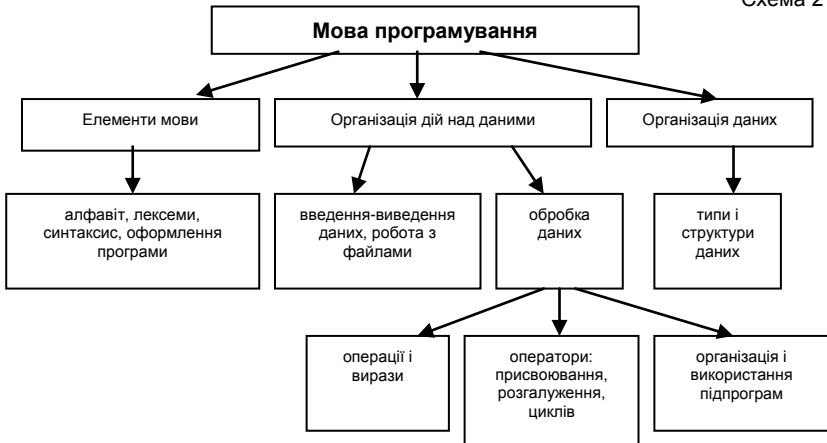 Схема 2
Мова програмування
Елементи мови
Організація дій над даними
Організація даних
алфавіт, лексеми,
синтаксис, оформлення
програми
введення-виведення
даних, робота з
файлами
обробка
даних
типи і
структури
даних
операції і
вирази
оператори:
присвоювання,
розгалуження,
циклів
організація і
використання
підпрограм